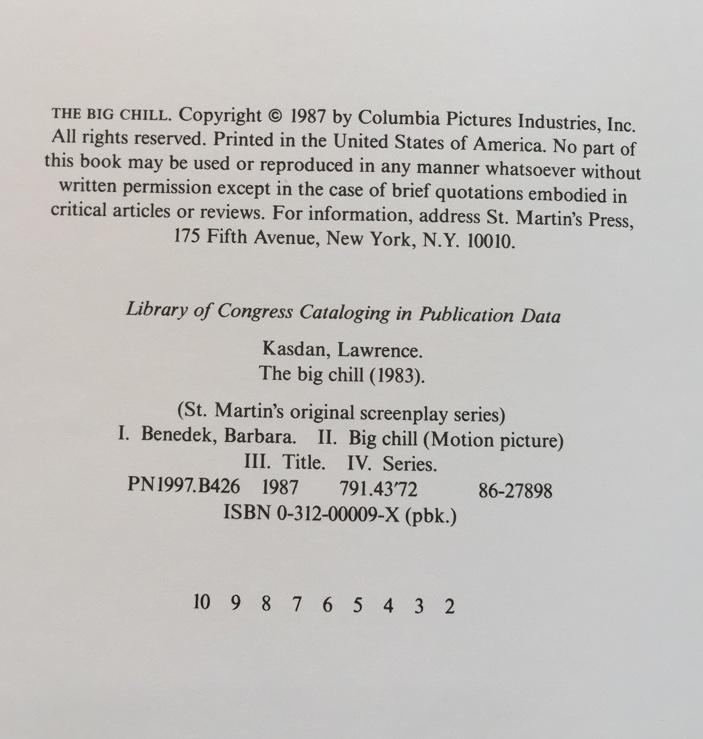 THE BIG CHILL. Copyright © 1987 by Columbia Pictures Industries, Inc.
All rights reserved. Printed in the United States of America. No part of
this book may be used or reproduced in any manner whatsoever without
written permission except in the case of brief quotations embodied in
critical articles or reviews. For information, address St. Martin's Press,
175 Fifth Avenue, New York, N.Y. 10010.
Library of Congress Cataloging in Publication Data
Kasdan, Lawrence.
The big chill (1983).
(St. Martin's original screenplay series)
I. Benedek, Barbara. II. Big chill (Motion picture)
III. Title. IV. Series.
PN1997.B426 1987 791.43'72 86-27898
ISBN 0-312-00009-X (pbk.)
10 9 8 7 6 5 4 3 2